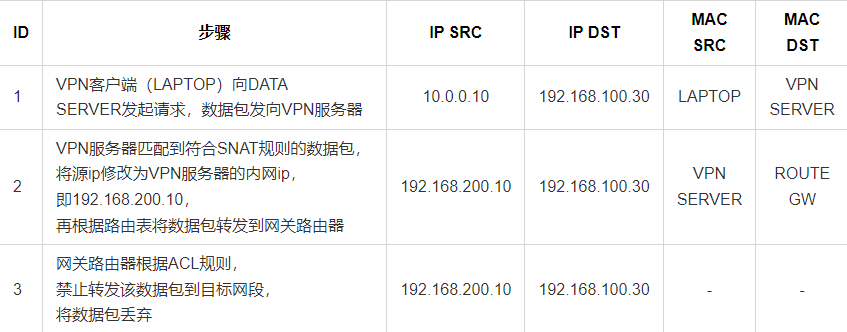 ID 步骤 IP SRC IP DST MAC SRC MAC DST
1 VPN客户端（LAPTOP）向DATA SERVER发起请求，数据包发向VPN服务器 10.0.0.10 192.168.100.30 LAPTOP VPN SERVER
2 VPN服务器匹配到符合SNAT规则的数据包，
将源ip修改为VPN服务器的内网ip，
即192.168.200.10，
再根据路由表将数据包转发到网关路由器 192.168.200.10 192.168.100.30 VPN SERVER ROUTE GW
3 网关路由器根据ACL规则，
禁止转发该数据包到目标网段，
将数据包丢弃 192.168.200.10 192.168.100.30 - -